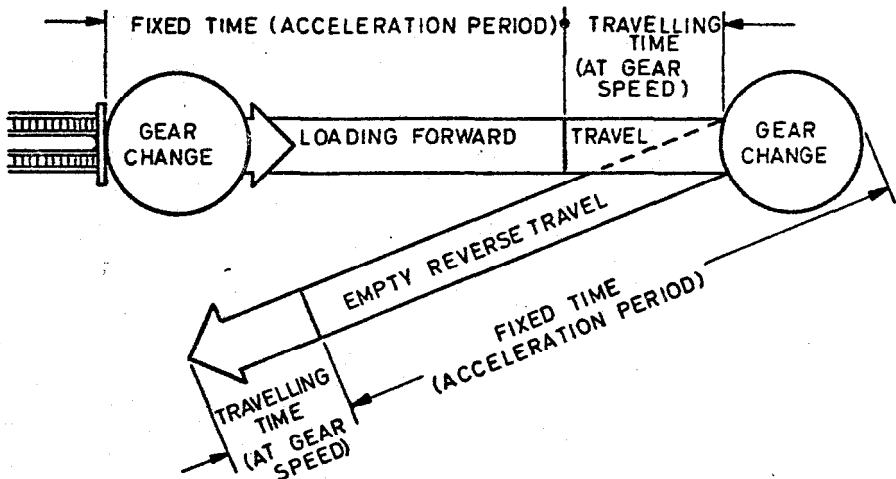 FIXED TIME (ACCELERATION PERIOD)
TRAVELLING
TIME
(AT GEAR
SPEED)
GEAR
CHANGE
LOADING FORWARD
TRAVEL
GEAR
CHANGE
EMPTY REVERSE TRAVEL
FIXED TIME
(ACCELERATION PERIOD)
TRAVELLING
TIME
(AT GEAR
SPEED)